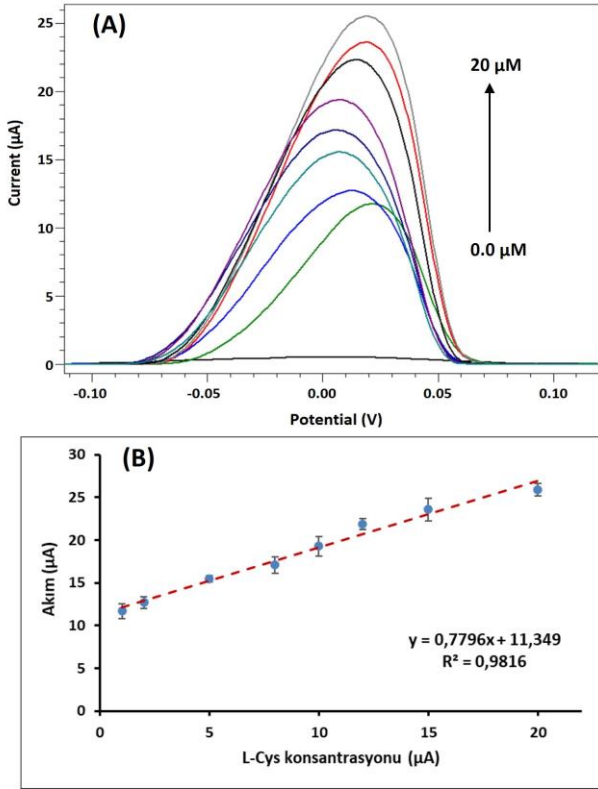 (A)
25
20
15
10
5
0
Current (µA)
20 µM
0.0 µM
-0.10
-0.05
0.00
0.05
0.10
Potential (V)
(B)
30
25
20
15
10
5
0
Akım (µA)
y = 0,7796x + 11,349
R² = 0,9816
0
5
10
15
20
L-Cys konsantrasyonu (µA)